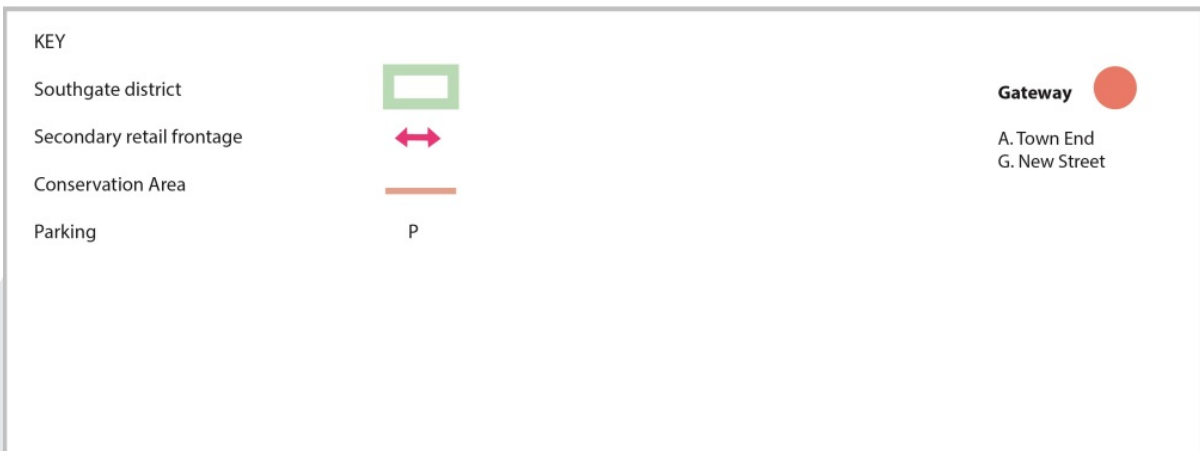 KEY
Southgate district
Secondary retail frontage
Conservation Area
Parking P
Gateway
A. Town End
G. New Street